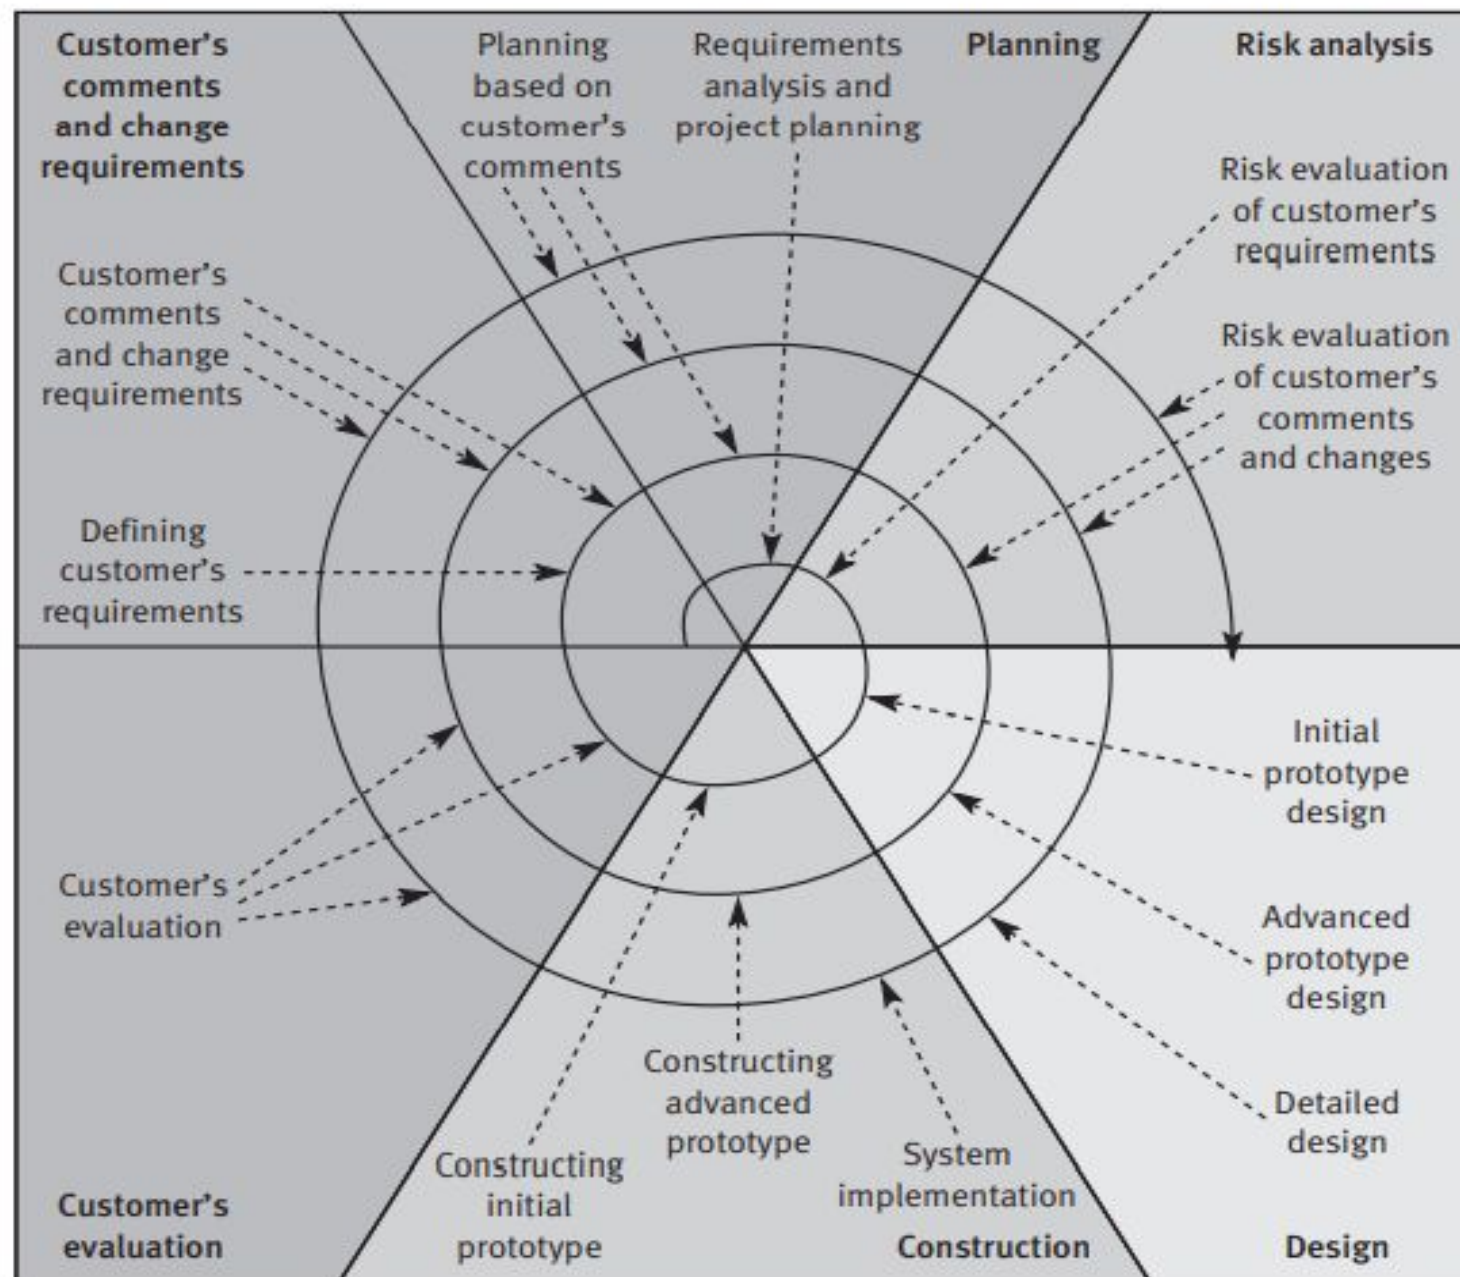 Customer's
comments
and change
requirements
Planning
based on
customer's
comments
Requirements
analysis and
project planning
Planning
Risk analysis
Risk evaluation
of customer's
requirements
Customer's
comments
and change
requirements
Risk evaluation
of customer's
comments
and changes
Defining
customer's
requirements
Initial
prototype
design
Customer's
evaluation
Advanced
prototype
design
Constructing
advanced
prototype
Detailed
design
Constructing
initial
prototype
System
implementation
Customer's
evaluation
Construction
Design